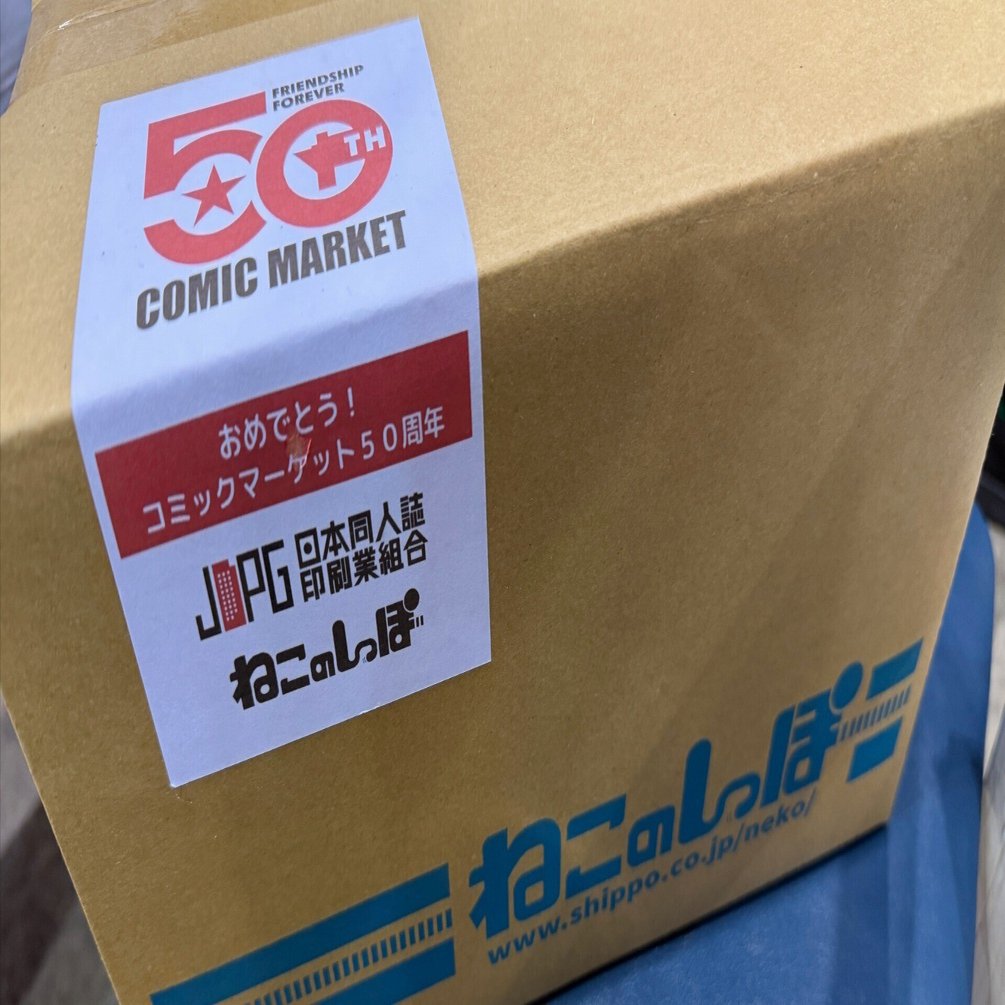 FRIENDSHIP
FOREVER
50TH
COMIC MARKET
おめでとう!
コミックマーケット50周年
JDPG 日本同人誌
印刷業組合
ねこのしっぽ
ねこのしっぽ
www.shippo.co.jp/neko/